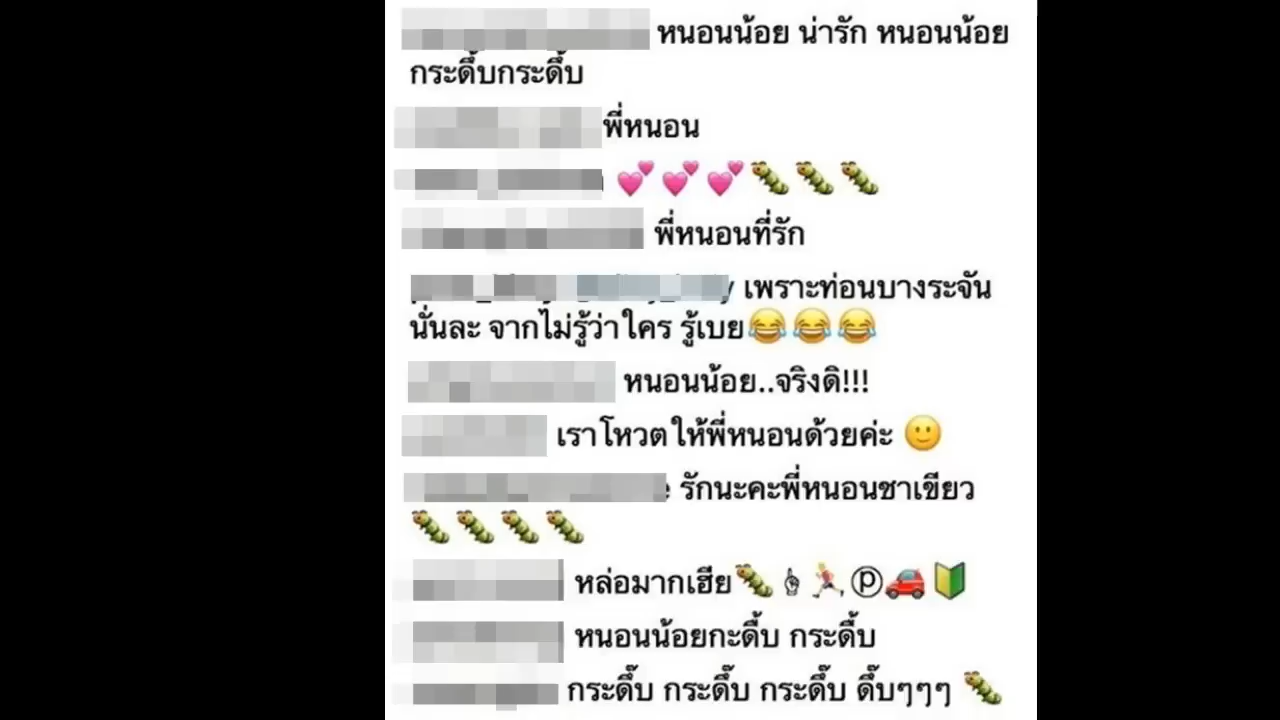 หนอนน้อย น่ารัก หนอนน้อย
กระดึ๊บกระดึ๊บ
พี่หนอน
💕 💕 💕 🐛 🐛 🐛
พี่หนอนที่รัก
เพราะท่อนบางระจัน
นั่นละ จากไม่รู้ว่าใคร รู้เบย😂 😂 😂
หนอนน้อย..จริงดิ!!!
เราโหวตให้พี่หนอนด้วยค่ะ 🙂
รักนะคะพี่หนอนชาเขียว
🐛 🐛 🐛 🐛
หล่อมากเฮีย🐛☝🏃ⓟ🚗🔰
หนอนน้อยกะดึ๊บ กระดึ๊บ
กระดึ๊บ กระดึ๊บ กระดึ๊บ ดึ๊บๆๆๆ 🐛